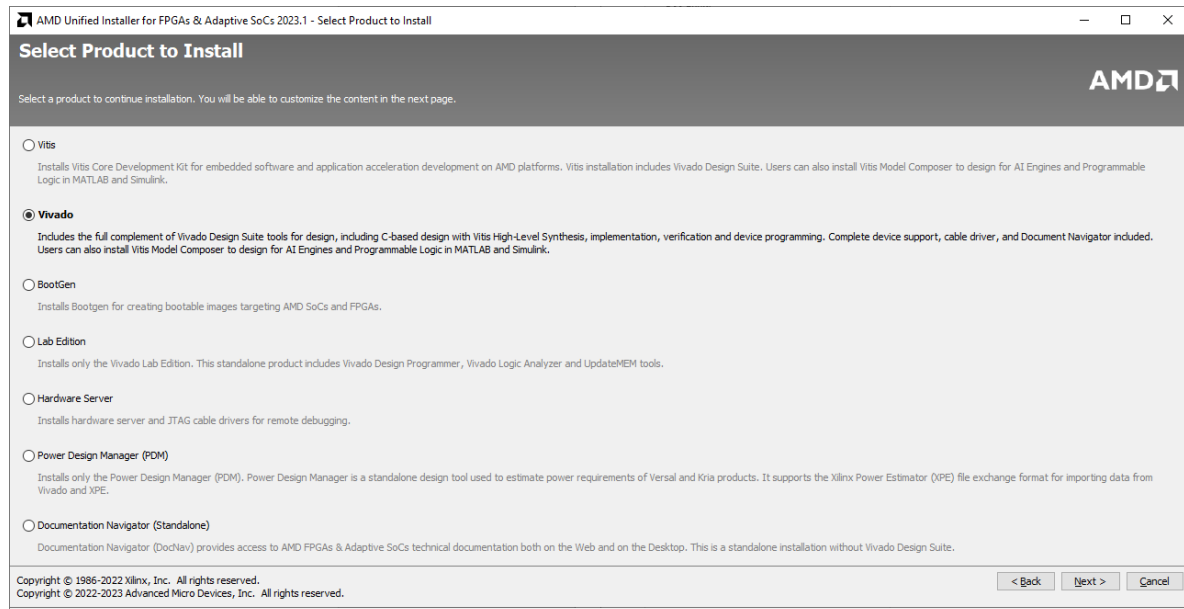 AMD Unified Installer for FPGAs & Adaptive SoCs 2023.1 - Select Product to Install
Select Product to Install
AMD
Select a product to continue installation. You will be able to customize the content in the next page.
Vitis
Installs Vitis Core Development Kit for embedded software and application acceleration development on AMD platforms. Vitis installation includes Vivado Design Suite. Users can also install Vitis Model Composer to design for AI Engines and Programmable
Logic in MATLAB and Simulink.
Vivado
Includes the full complement of Vivado Design Suite tools for design, including C-based design with Vitis High-Level Synthesis, implementation, verification and device programming. Complete device support, cable driver, and Document Navigator included.
Users can also install Vitis Model Composer to design for AI Engines and Programmable Logic in MATLAB and Simulink.
BootGen
Installs Bootgen for creating bootable images targeting AMD SoCs and FPGAs.
Lab Edition
Installs only the Vivado Lab Edition. This standalone product includes Vivado Design Programmer, Vivado Logic Analyzer and UpdateMEM tools.
Hardware Server
Installs hardware server and JTAG cable drivers for remote debugging.
Power Design Manager (PDM)
Installs only the Power Design Manager (PDM). Power Design Manager is a standalone design tool used to estimate power requirements of Versal and Kria products. It supports the Xilinx Power Estimator (XPE) file exchange format for importing data from
Vivado and XPE.
Documentation Navigator (Standalone)
Documentation Navigator (DocNav) provides access to AMD FPGAs & Adaptive SoCs technical documentation both on the Web and on the Desktop. This is a standalone installation without Vivado Design Suite.
Copyright © 1986-2022 Xilinx, Inc. All rights reserved.
Copyright © 2022-2023 Advanced Micro Devices, Inc. All rights reserved.
< Back Next > Cancel